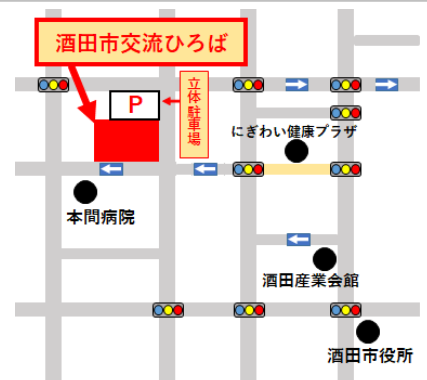 酒田市交流ひろば
P
立体駐車場
にぎわい健康プラザ
本間病院
酒田産業会館
酒田市役所